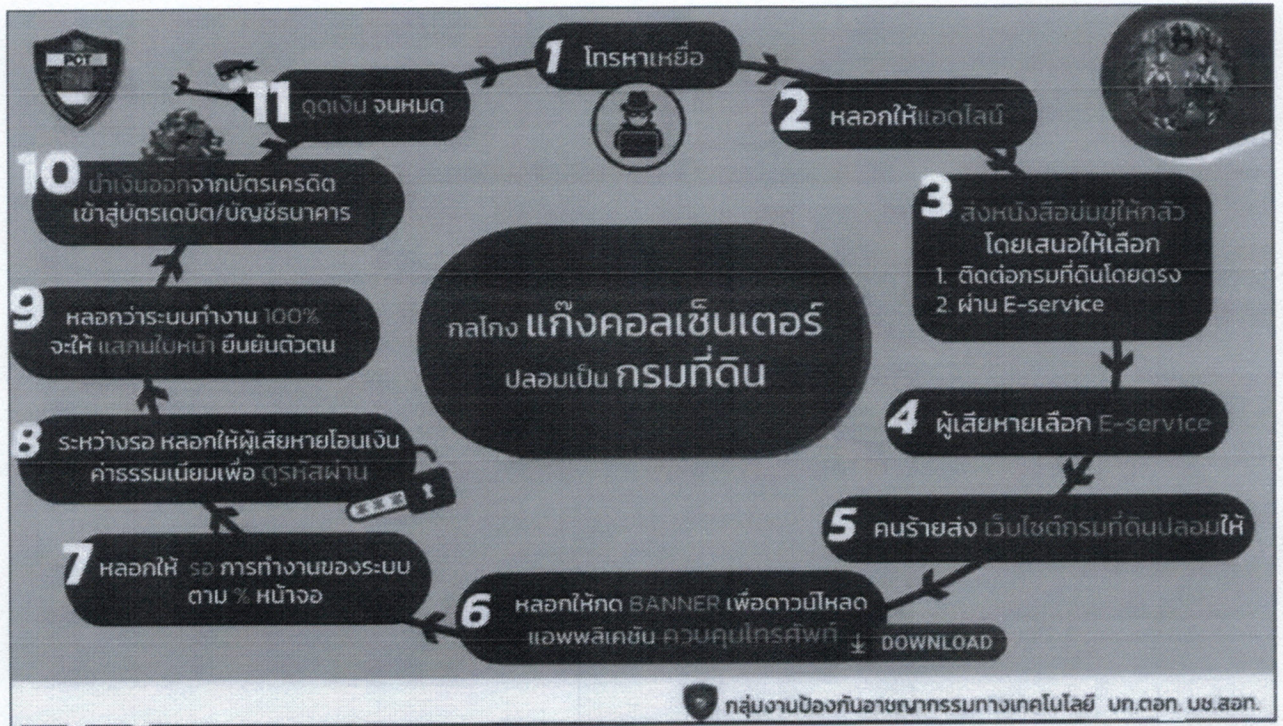 PCT
กลโกง แก๊งคอลเซ็นเตอร์
ปลอมเป็น กรมที่ดิน
1 โทรหาเหยื่อ
2 หลอกให้แอดไลน์
3 ส่งหนังสือข่มขู่ให้กลัว
โดยเสนอให้เลือก
1. ติดต่อกรมที่ดินโดยตรง
2. ผ่าน E-service
4 ผู้เสียหายเลือก E-service
5 คนร้ายส่ง เว็บไซต์กรมที่ดินปลอมให้
6 หลอกให้กด BANNER เพื่อดาวน์โหลด
แอพพลิเคชัน ควบคุมโทรศัพท์
DOWNLOAD
7 หลอกให้ รอ การทำงานของระบบ
ตาม % หน้าจอ
8 ระหว่างรอ หลอกให้ผู้เสียหายโอนเงิน
ค่าธรรมเนียมเพื่อ ดูรหัสผ่าน
9 หลอกว่าระบบทำงาน 100%
จะให้ แสกนใบหน้า ยืนยันตัวตน
10 นำเงินออกจากบัตรเครดิต
เข้าสู่บัตรเดบิต/บัญชีธนาคาร
11 ดูดเงิน จนหมด
กลุ่มงานป้องกันอาชญากรรมทางเทคโนโลยี บก.ตอท. บช.สอท.